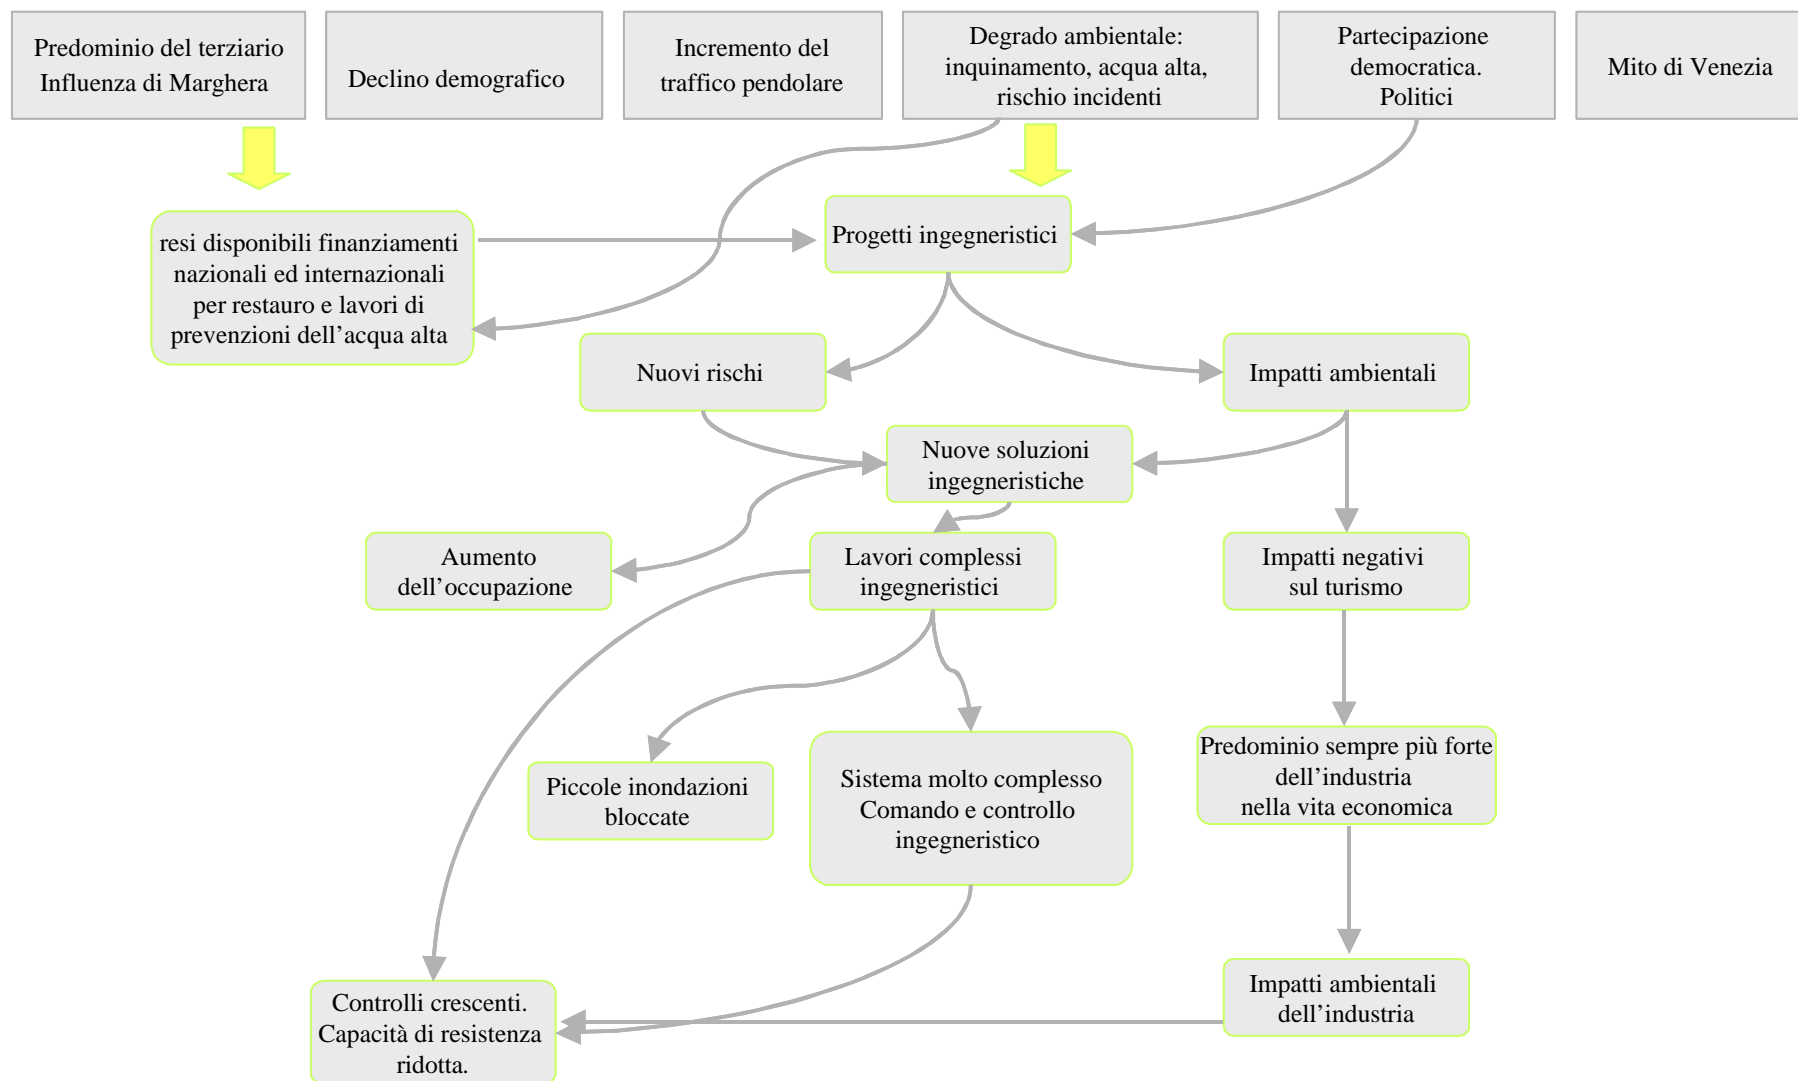 Predominio del terziario
Influenza di Marghera
Declino demografico
Incremento del
traffico pendolare
Degrado ambientale:
inquinamento, acqua alta,
rischio incidenti
Partecipazione
democratica.
Politici
Mito di Venezia
resi disponibili finanziamenti
nazionali ed internazionali
per restauro e lavori di
prevenzioni dell’acqua alta
Progetti ingegneristici
Nuovi rischi
Impatti ambientali
Nuove soluzioni
ingegneristiche
Aumento
dell’occupazione
Lavori complessi
ingegneristici
Impatti negativi
sul turismo
Piccole inondazioni
bloccate
Sistema molto complesso
Comando e controllo
ingegneristico
Predominio sempre più forte
dell’industria
nella vita economica
Controlli crescenti.
Capacità di resistenza
ridotta.
Impatti ambientali
dell’industria